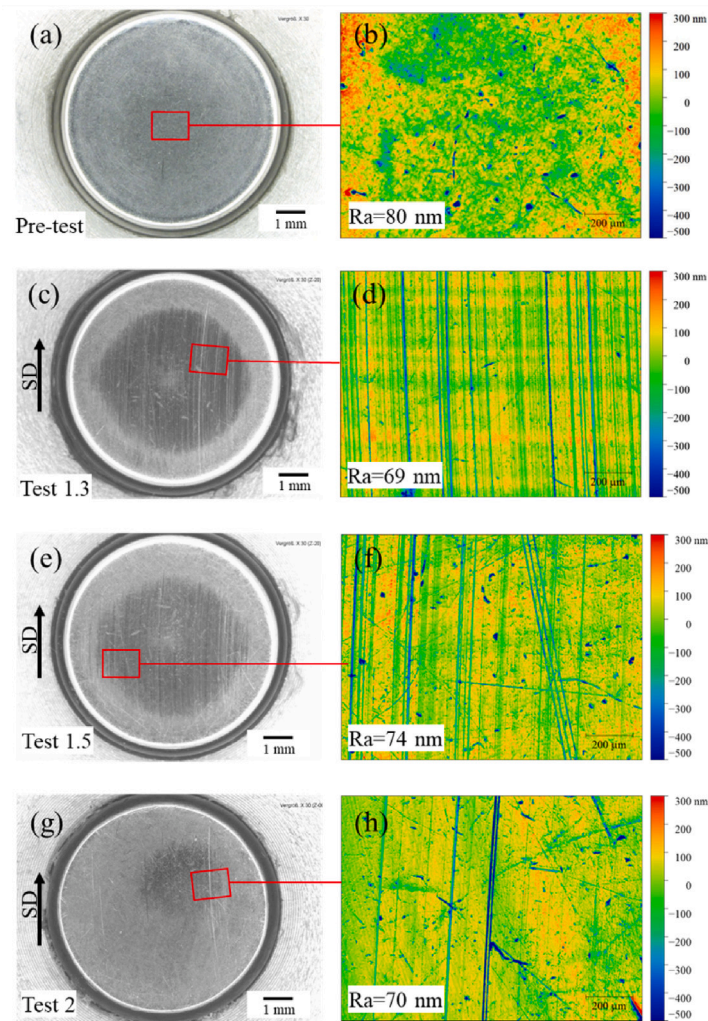 (a)
Vergröß. X 30
Pre-test
1 mm
(b)
Ra=80 nm
200 µm
300 nm
200
100
0
−100
−200
−300
−400
−500
(c)
SD
Test 1.3
1 mm
(d)
Ra=69 nm
200 µm
300 nm
200
100
0
−100
−200
−300
−400
−500
(e)
SD
Test 1.5
1 mm
(f)
Ra=74 nm
200 µm
300 nm
200
100
0
−100
−200
−300
−400
−500
(g)
SD
Test 2
1 mm
(h)
Ra=70 nm
200 µm
300 nm
200
100
0
−100
−200
−300
−400
−500